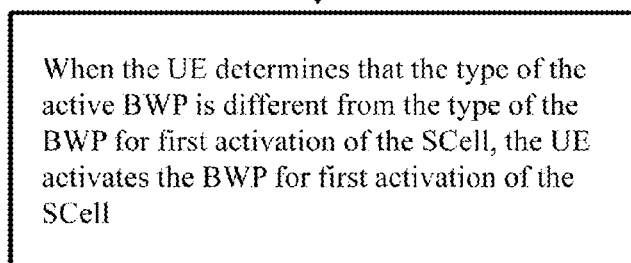 When the UE determines that the type of the
active BWP is different from the type of the
BWP for first activation of the SCell, the UE
activates the BWP for first activation of the
SCell